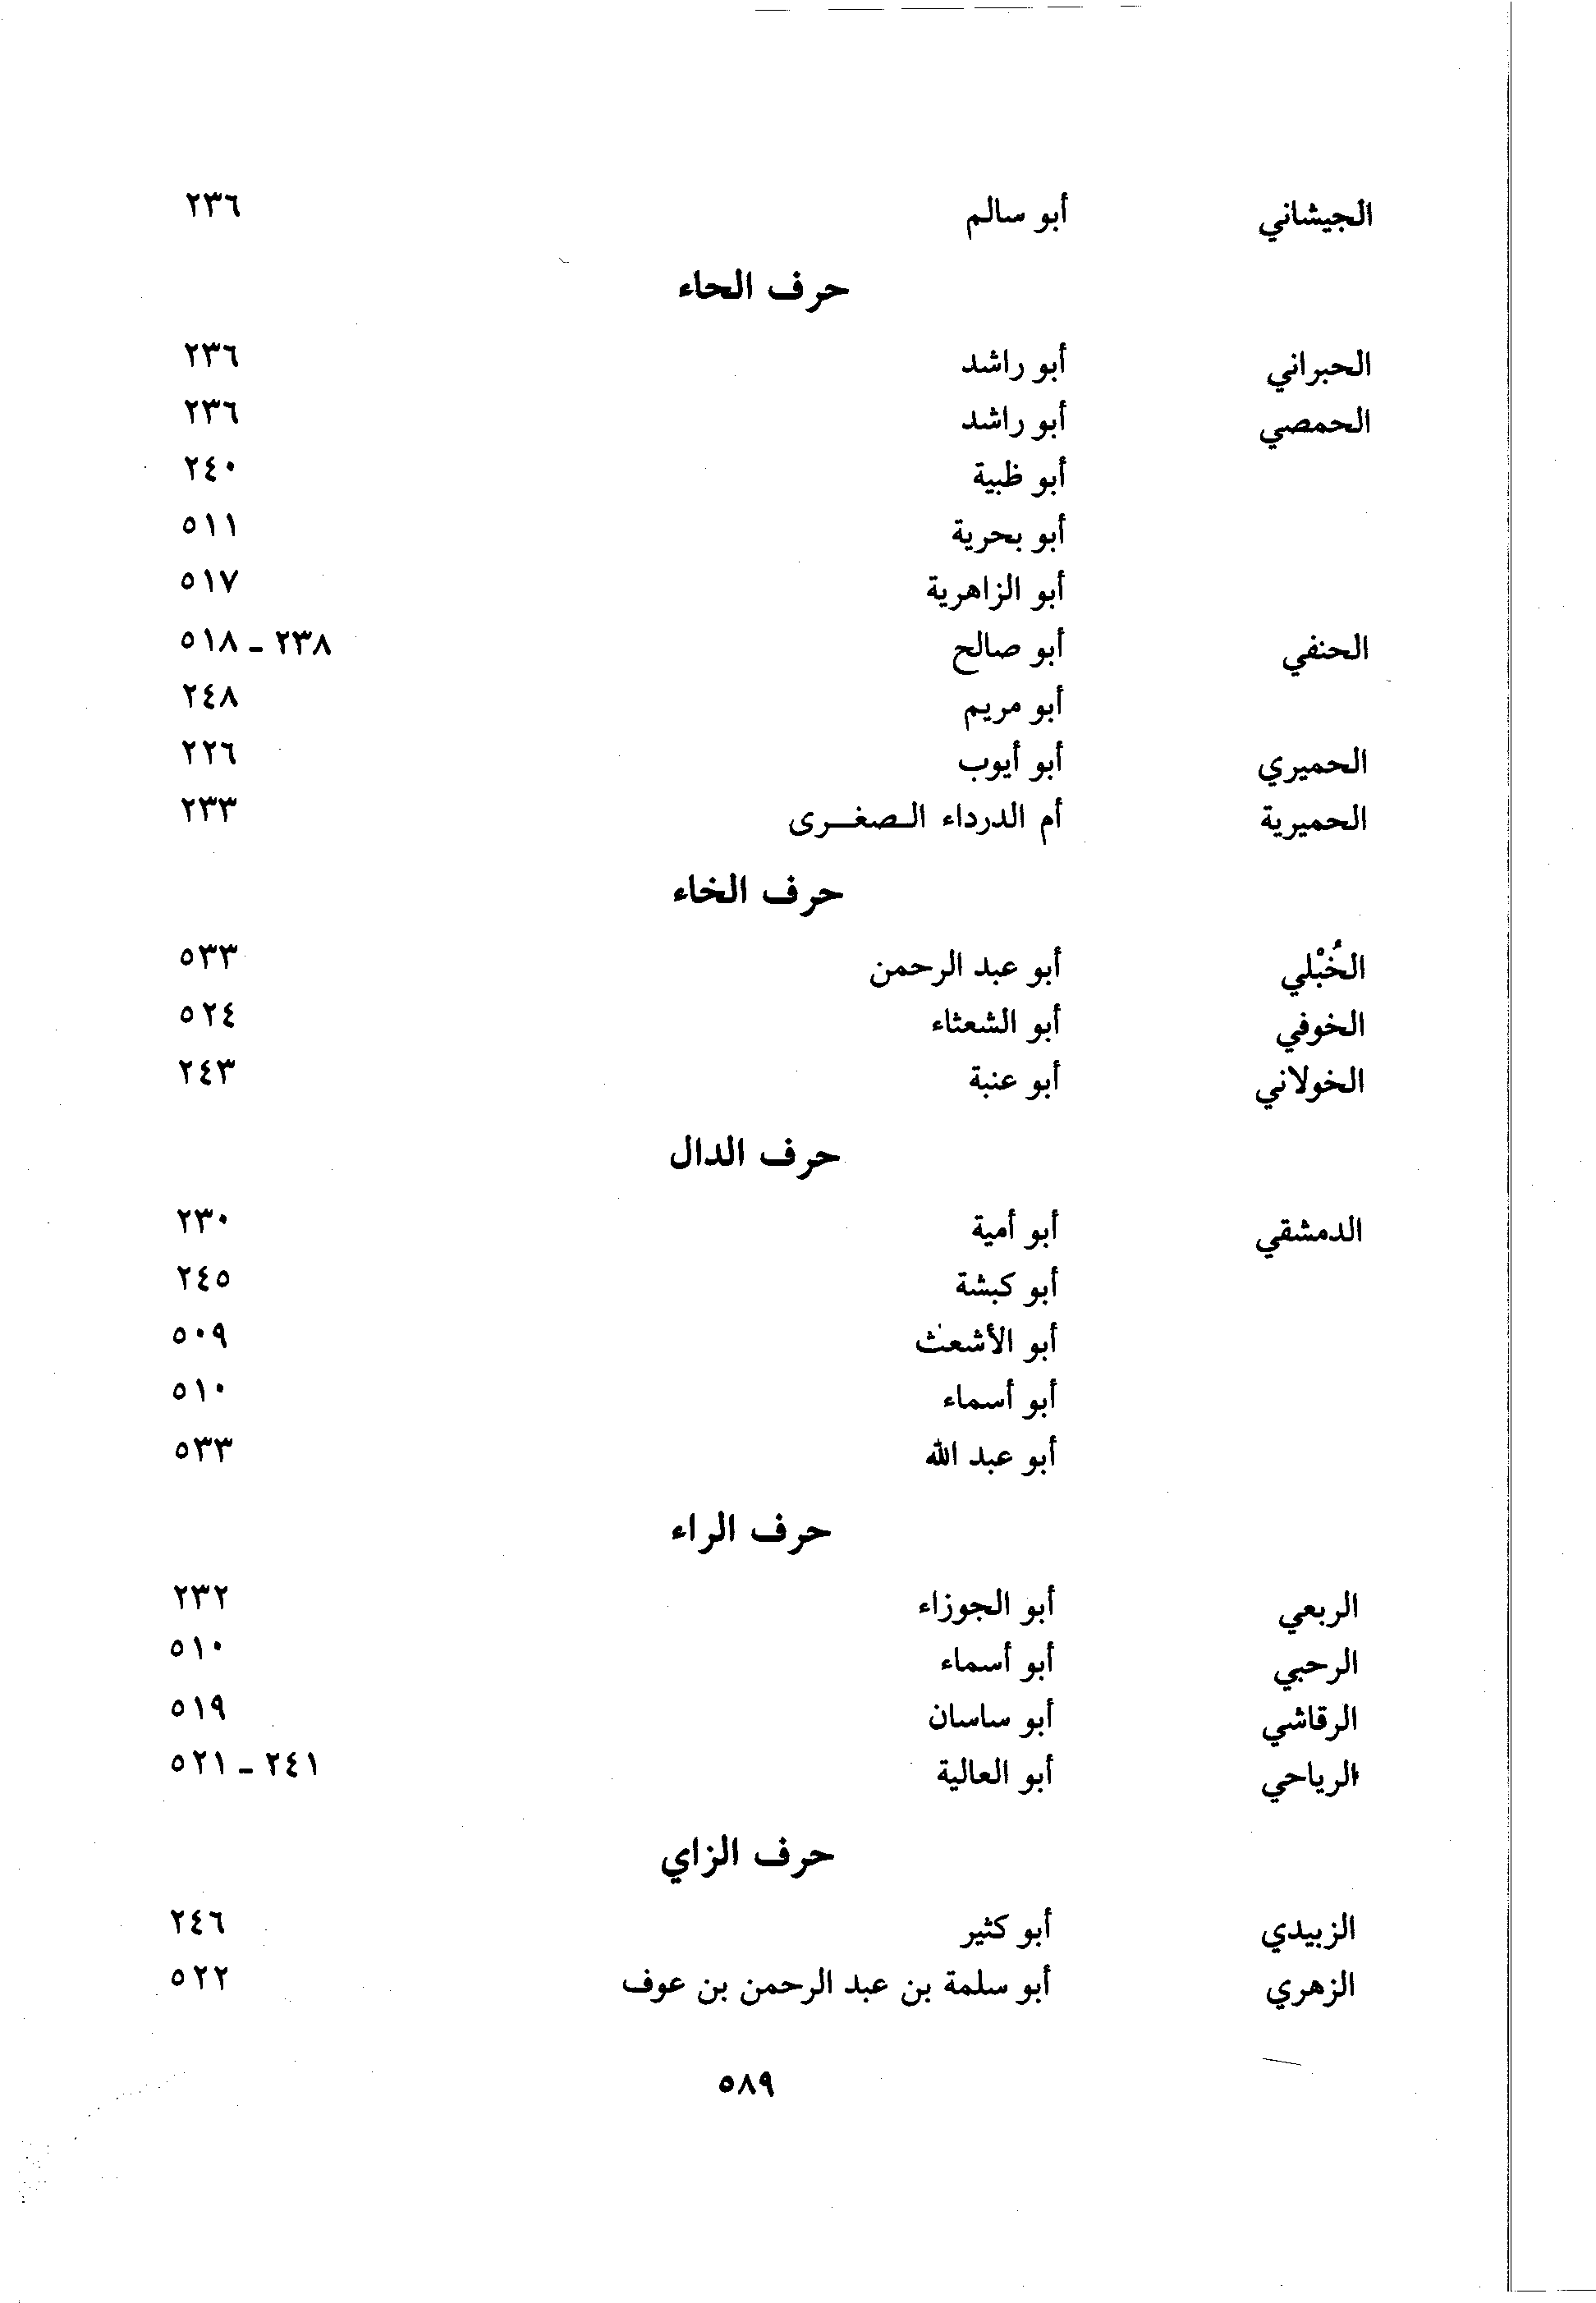 الجيشاني أبو سالم ٢٣٦
حرف الحاء
الحبراني أبو راشد ٢٣٦
الحمصي أبو راشد ٢٣٦
أبو ظبية ٢٤٠
أبو بحرية ٥١١
أبو الزاهرية ٥١٧
الحنفي أبو صالح ٢٣٨ - ٥١٨
أبو مريم ٢٤٨
الحميري أبو أيوب ٢٢٦
الحميرية أم الدرداء الصغرى ٢٣٣
حرف الخاء
الخُبْلي أبو عبد الرحمن ٥٣٣
الخوفي أبو الشعثاء ٥٢٤
الخولاني أبو عنبة ٢٤٣
حرف الدال
الدمشقي أبو أمية ٢٣٠
أبو كبشة ٢٤٥
أبو الأشعث ٥٠٩
أبو أسماء ٥١٠
أبو عبد الله ٥٣٣
حرف الراء
الربعي أبو الجوزاء ٢٣٢
الرحبي أبو أسماء ٥١٠
الرقاشي أبو ساسان ٥١٩
الرياحي أبو العالية ٢٤١ - ٥٢١
حرف الزاي
الزبيدي أبو كثير ٢٤٦
الزهري أبو سلمة بن عبد الرحمن بن عوف ٥٢٢
٥٨٩